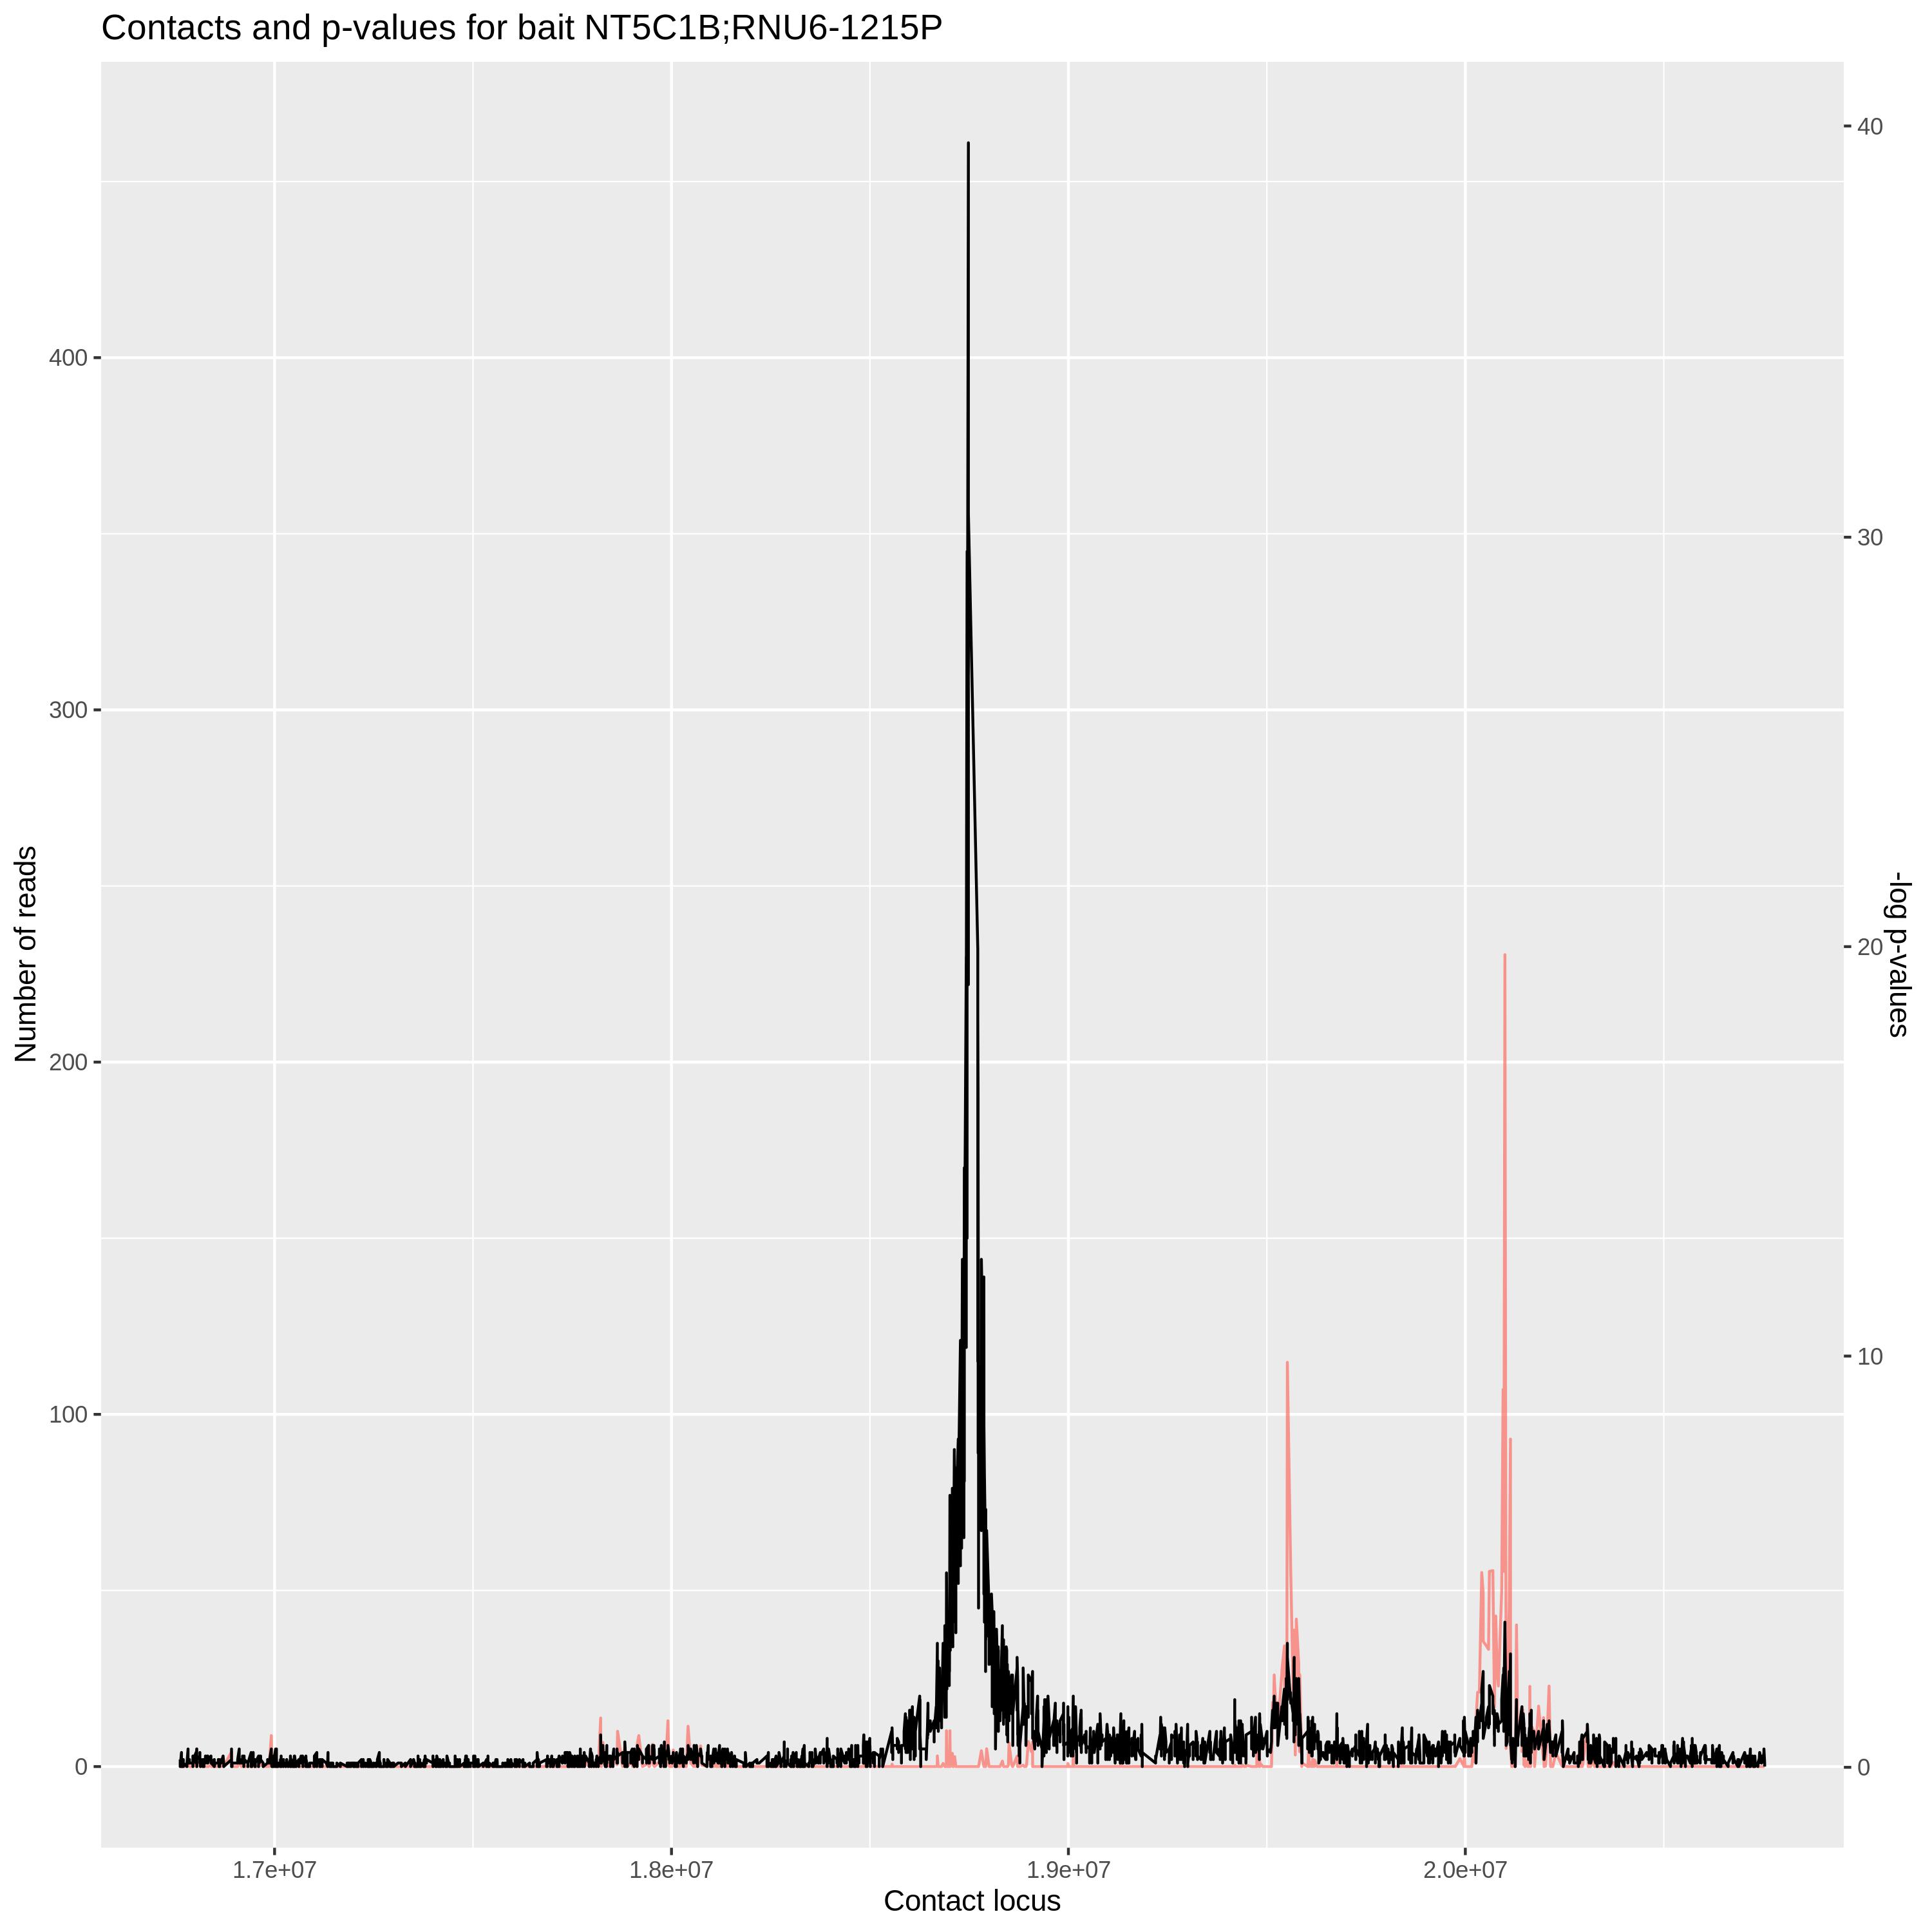 Contacts and p-values for bait NT5C1B;RNU6-1215P
40
400
30
300
Number of reads
-log p-values
20
200
10
100
0
0
1.7e+07
1.8e+07
1.9e+07
2.0e+07
Contact locus